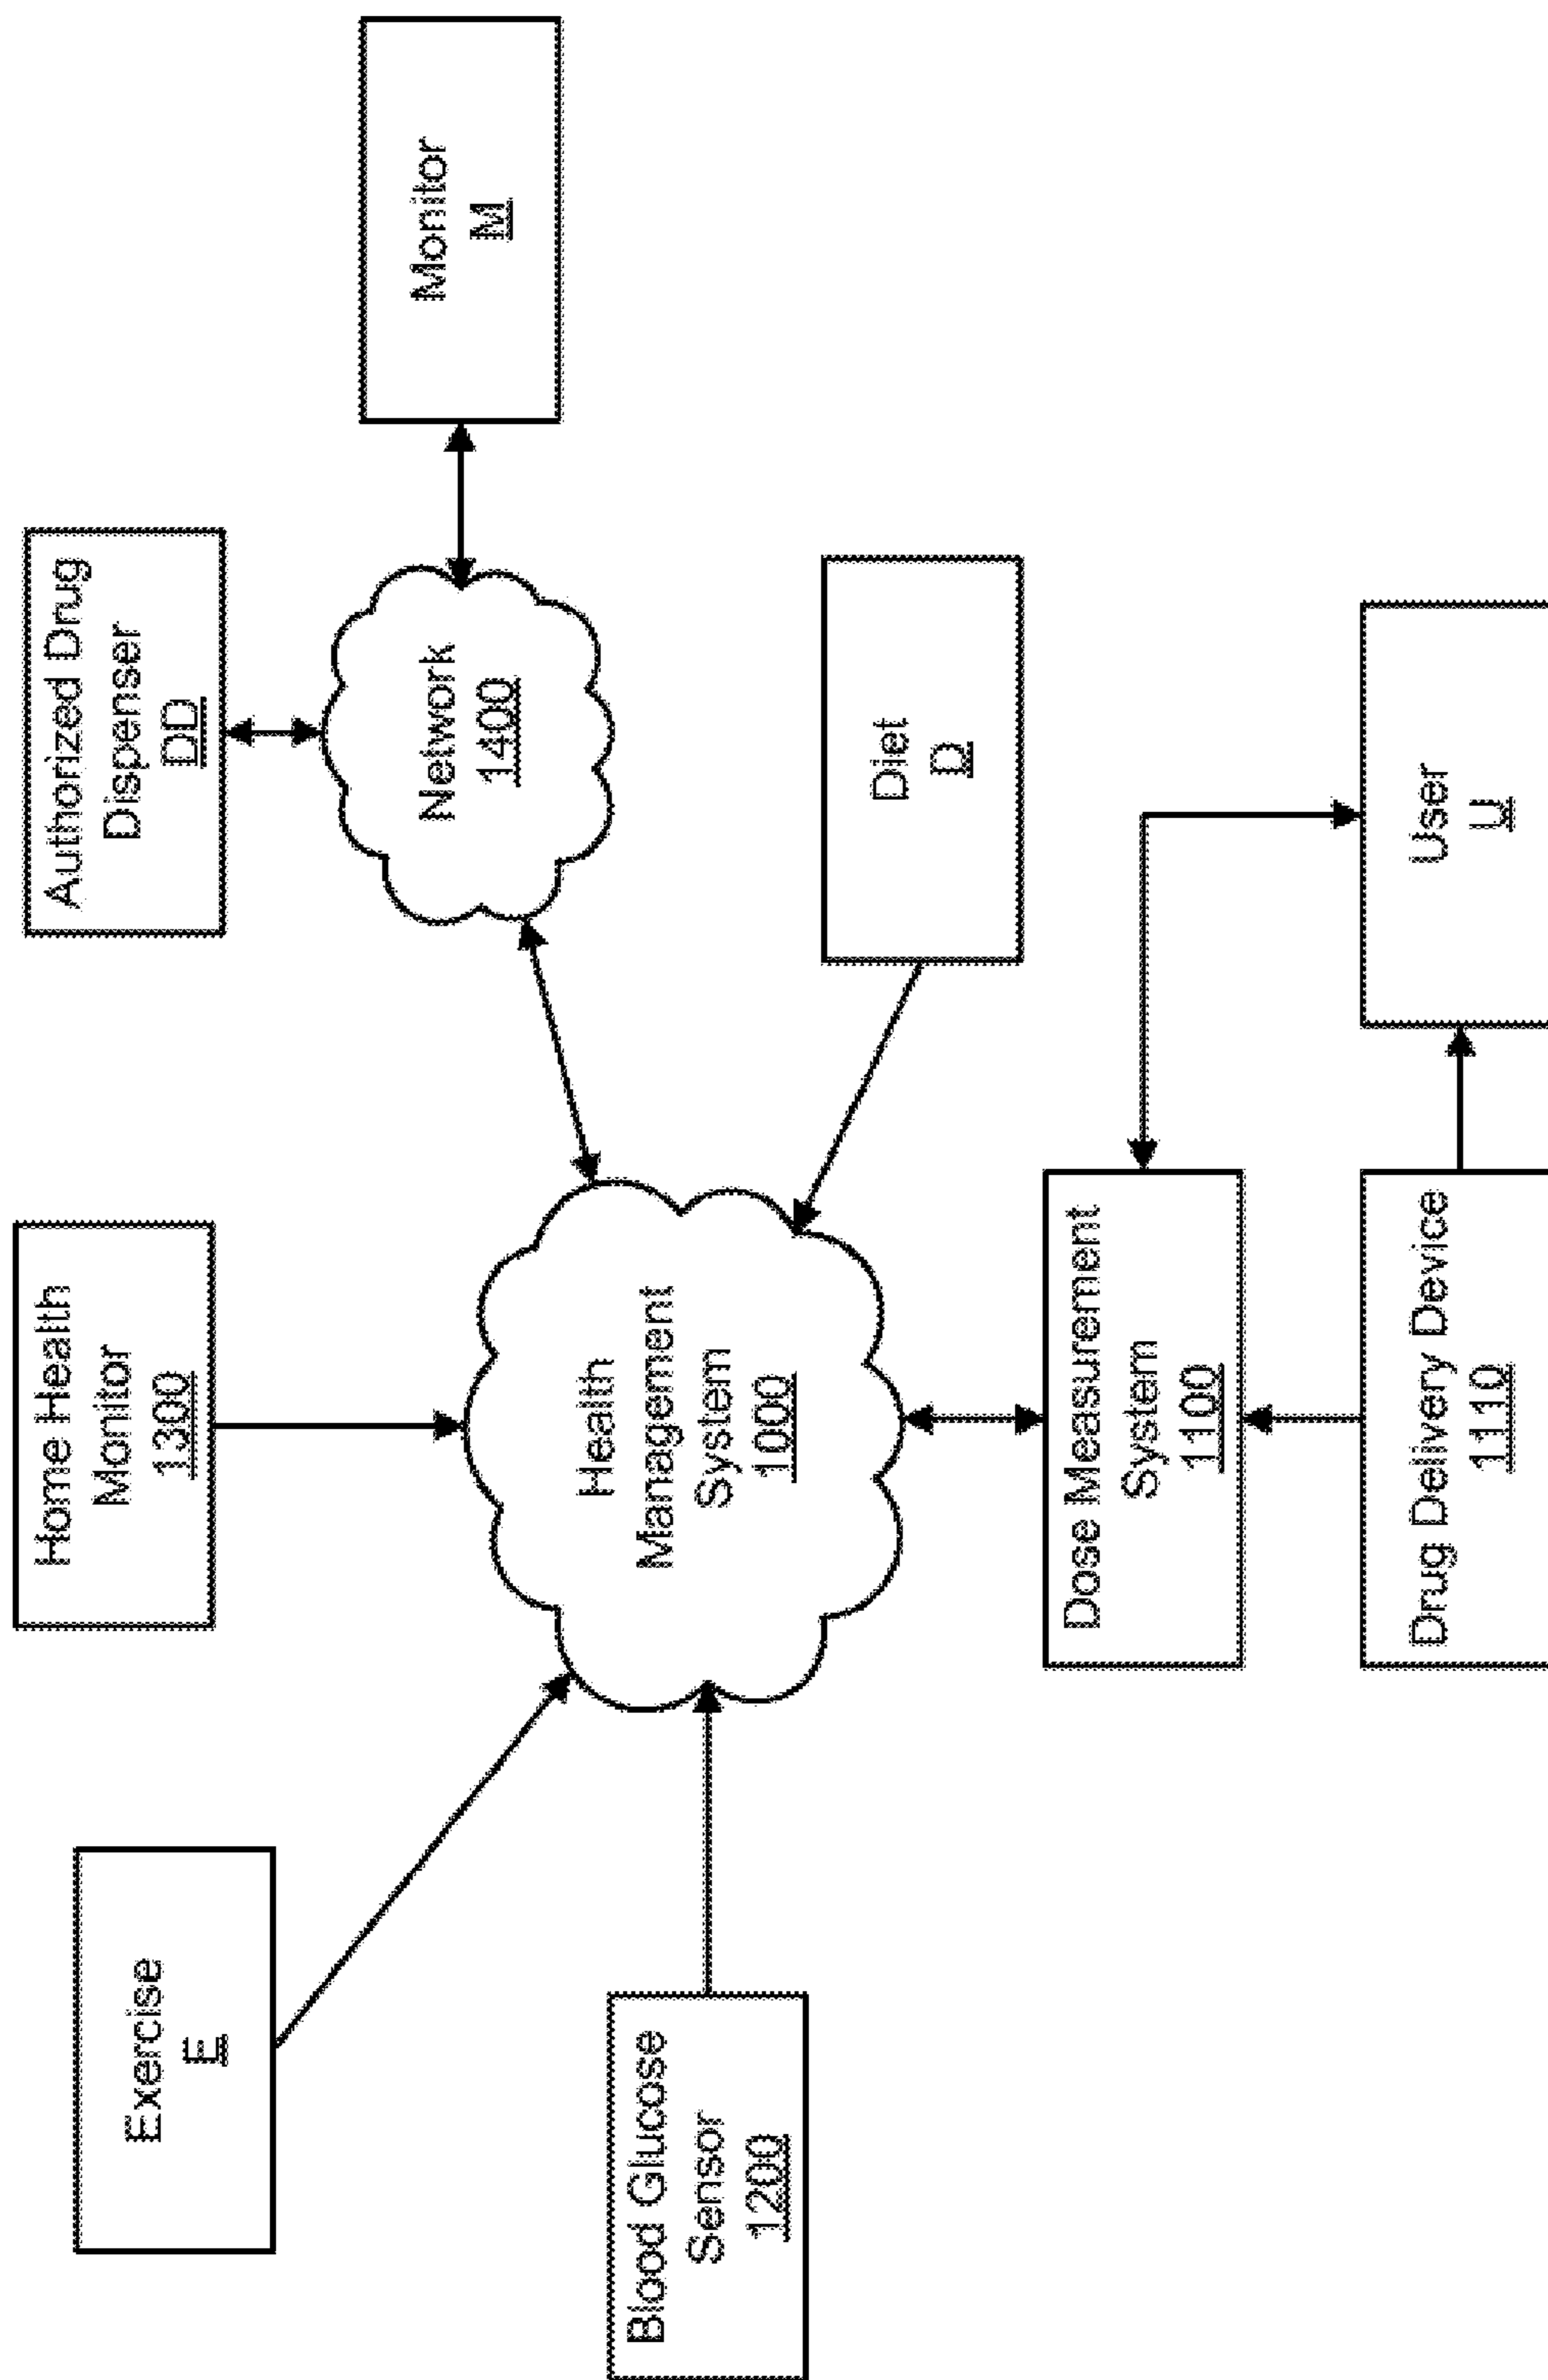 Exercise
E
Home Health
Monitor
1300
Authorized Drug
Dispenser
DD
Network
1400
Monitor
M
Blood Glucose
Sensor
1200
Health
Management
System
1000
Diet
D
Dose Measurement
System
1100
Drug Delivery Device
1110
User
U